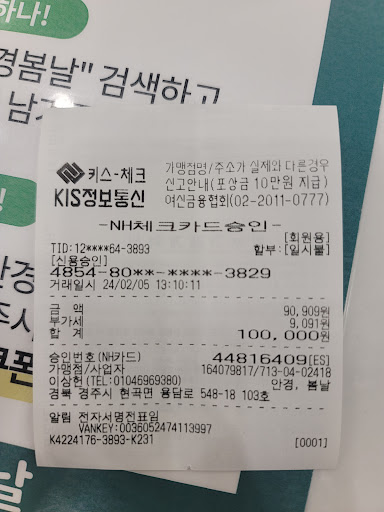 하나!
경봄날" 검색하고
키스-체크
KIS정보통신
가맹점명/주소가 실제와 다른경우
신고안내(포상금 10만원 지급)
여신금융협회(02-2011-0777)
-NH체크카드승인-
[회원용]
TID:12****64-3893
할부:[일시불]
[신용승인]
4854-80**-****-3829
거래일시 24/02/05 13:10:11
금 액 90,909원
부가세 9,091원
합 계 100,000원
승인번호(NH카드) 44816409[ES]
가맹점/사업자 164079817/713-04-02418
이상헌(TEL:01046969380) 안경, 봄날
경북 경주시 현곡면 용담로 548-18 103호
알림 전자서명전표임
VANKEY:0036052474113997
K4224176-3893-K231 [0001]